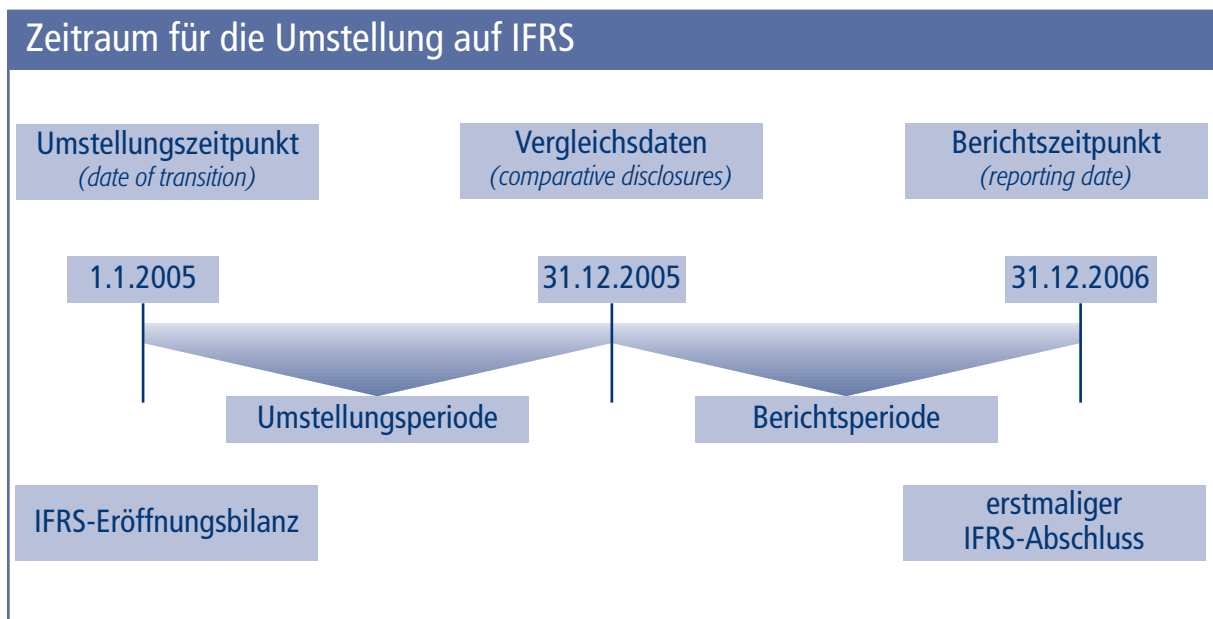 Zeitraum für die Umstellung auf IFRS
Umstellungszeitpunkt
(date of transition)
Vergleichsdaten
(comparative disclosures)
Berichtszeitpunkt
(reporting date)
1.1.2005
31.12.2005
31.12.2006
Umstellungsperiode
Berichtsperiode
IFRS-Eröffnungsbilanz
erstmaliger
IFRS-Abschluss